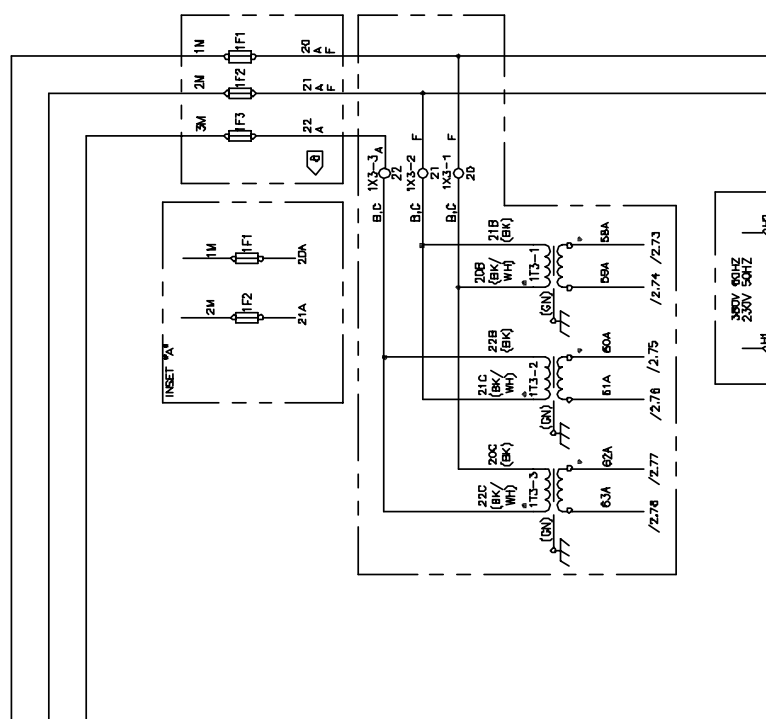 1N
1F1
20
A
F
2N
1F2
21
A
F
3M
1F3
22
A
1X3-3
A
22
1X3-2
F
21
1X3-1
F
20
B,C
B,C
B,C
1M
1F1
20A
2M
1F2
21A
INSET "A"
21B
(BK)
20B
(BK/
WH)
1T3-1
(GN)
58A
/2.73
59A
/2.74
22B
(BK)
21C
(BK/
WH)
1T3-2
(GN)
60A
/2.75
61A
/2.76
20C
(BK)
22C
(BK/
WH)
1T3-3
(GN)
62A
/2.77
63A
/2.78
380V 60HZ
230V 50HZ
H1